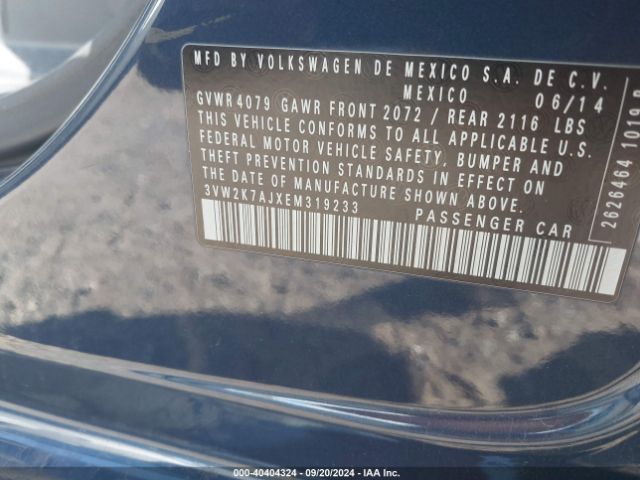 MFD BY VOLKSWAGEN DE MEXICO S.A. DE C.V.
MEXICO 06/14
GVWR 4079 GAWR FRONT 2072 / REAR 2116 LBS
THIS VEHICLE CONFORMS TO ALL APPLICABLE U.S.
FEDERAL MOTOR VEHICLE SAFETY, BUMPER AND
THEFT PREVENTION STANDARDS IN EFFECT ON
THE DATE OF MANUFACTURE SHOWN ABOVE.
3VW2K7AJXEM319233 PASSENGER CAR
2626464 1019
000-40404324 - 09/20/2024 - IAA Inc.